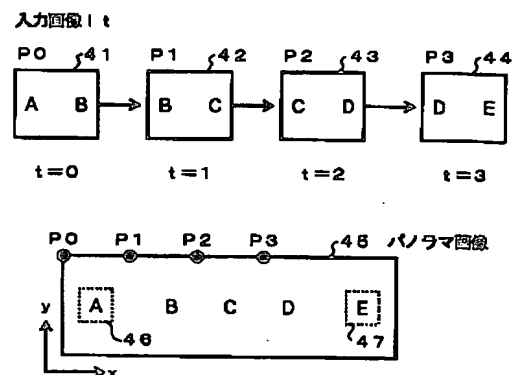 入力画像 I t
P0 41 P1 42 P2 43 P3 44
A B B C C D D E
t=0 t=1 t=2 t=3
P0 P1 P2 P3 45 パノラマ画像
y A B C D E
46 47
x